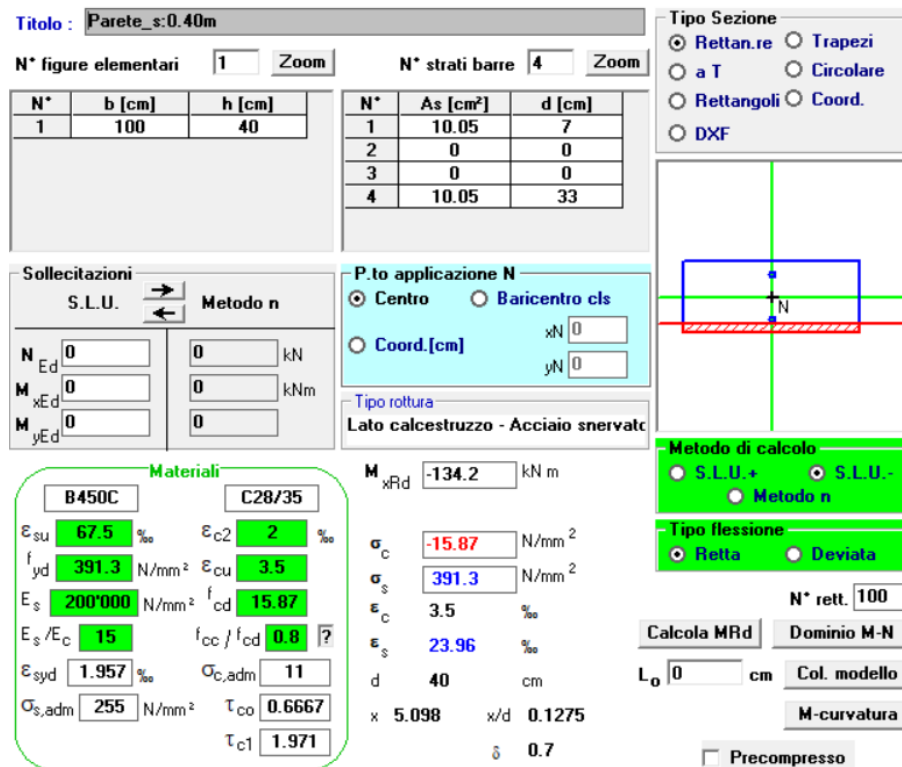 Titolo : Parete_s:0.40m
N* figure elementari 1 Zoom N* strati barre 4 Zoom
N* b [cm] h [cm]
1 100 40
N* As [cm²] d [cm]
1 10.05 7
2 0 0
3 0 0
4 10.05 33
Tipo Sezione
Rettan.re Trapezi
a T Circolare
Rettangoli Coord.
DXF
N
Sollecitazioni
S.L.U. Metodo n
N Ed 0 0 kN
M xEd 0 0 kNm
M yEd 0 0
P.to applicazione N
Centro Baricentro cls
Coord.[cm]
xN 0
yN 0
Tipo rottura
Lato calcestruzzo - Acciaio snervato
Metodo di calcolo
S.L.U.+ S.L.U.-
Metodo n
Tipo flessione
Retta Deviata
Materiali
B450C C28/35
εsu 67.5 ‰ εc2 2 ‰
fyd 391.3 N/mm² εcu 3.5
Es 200'000 N/mm² fcd 15.87
Es/Ec 15 fcc / fcd 0.8 ?
εsyd 1.957 ‰ σc,adm 11
σs,adm 255 N/mm² τco 0.6667
τc1 1.971
M xRd -134.2 kN m
σc -15.87 N/mm²
σs 391.3 N/mm²
εc 3.5 ‰
εs 23.96 ‰
d 40 cm
x 5.098 x/d 0.1275
δ 0.7
N* rett. 100
Calcola MRd Dominio M-N
Lo 0 cm Col. modello
M-curvatura
Precompresso